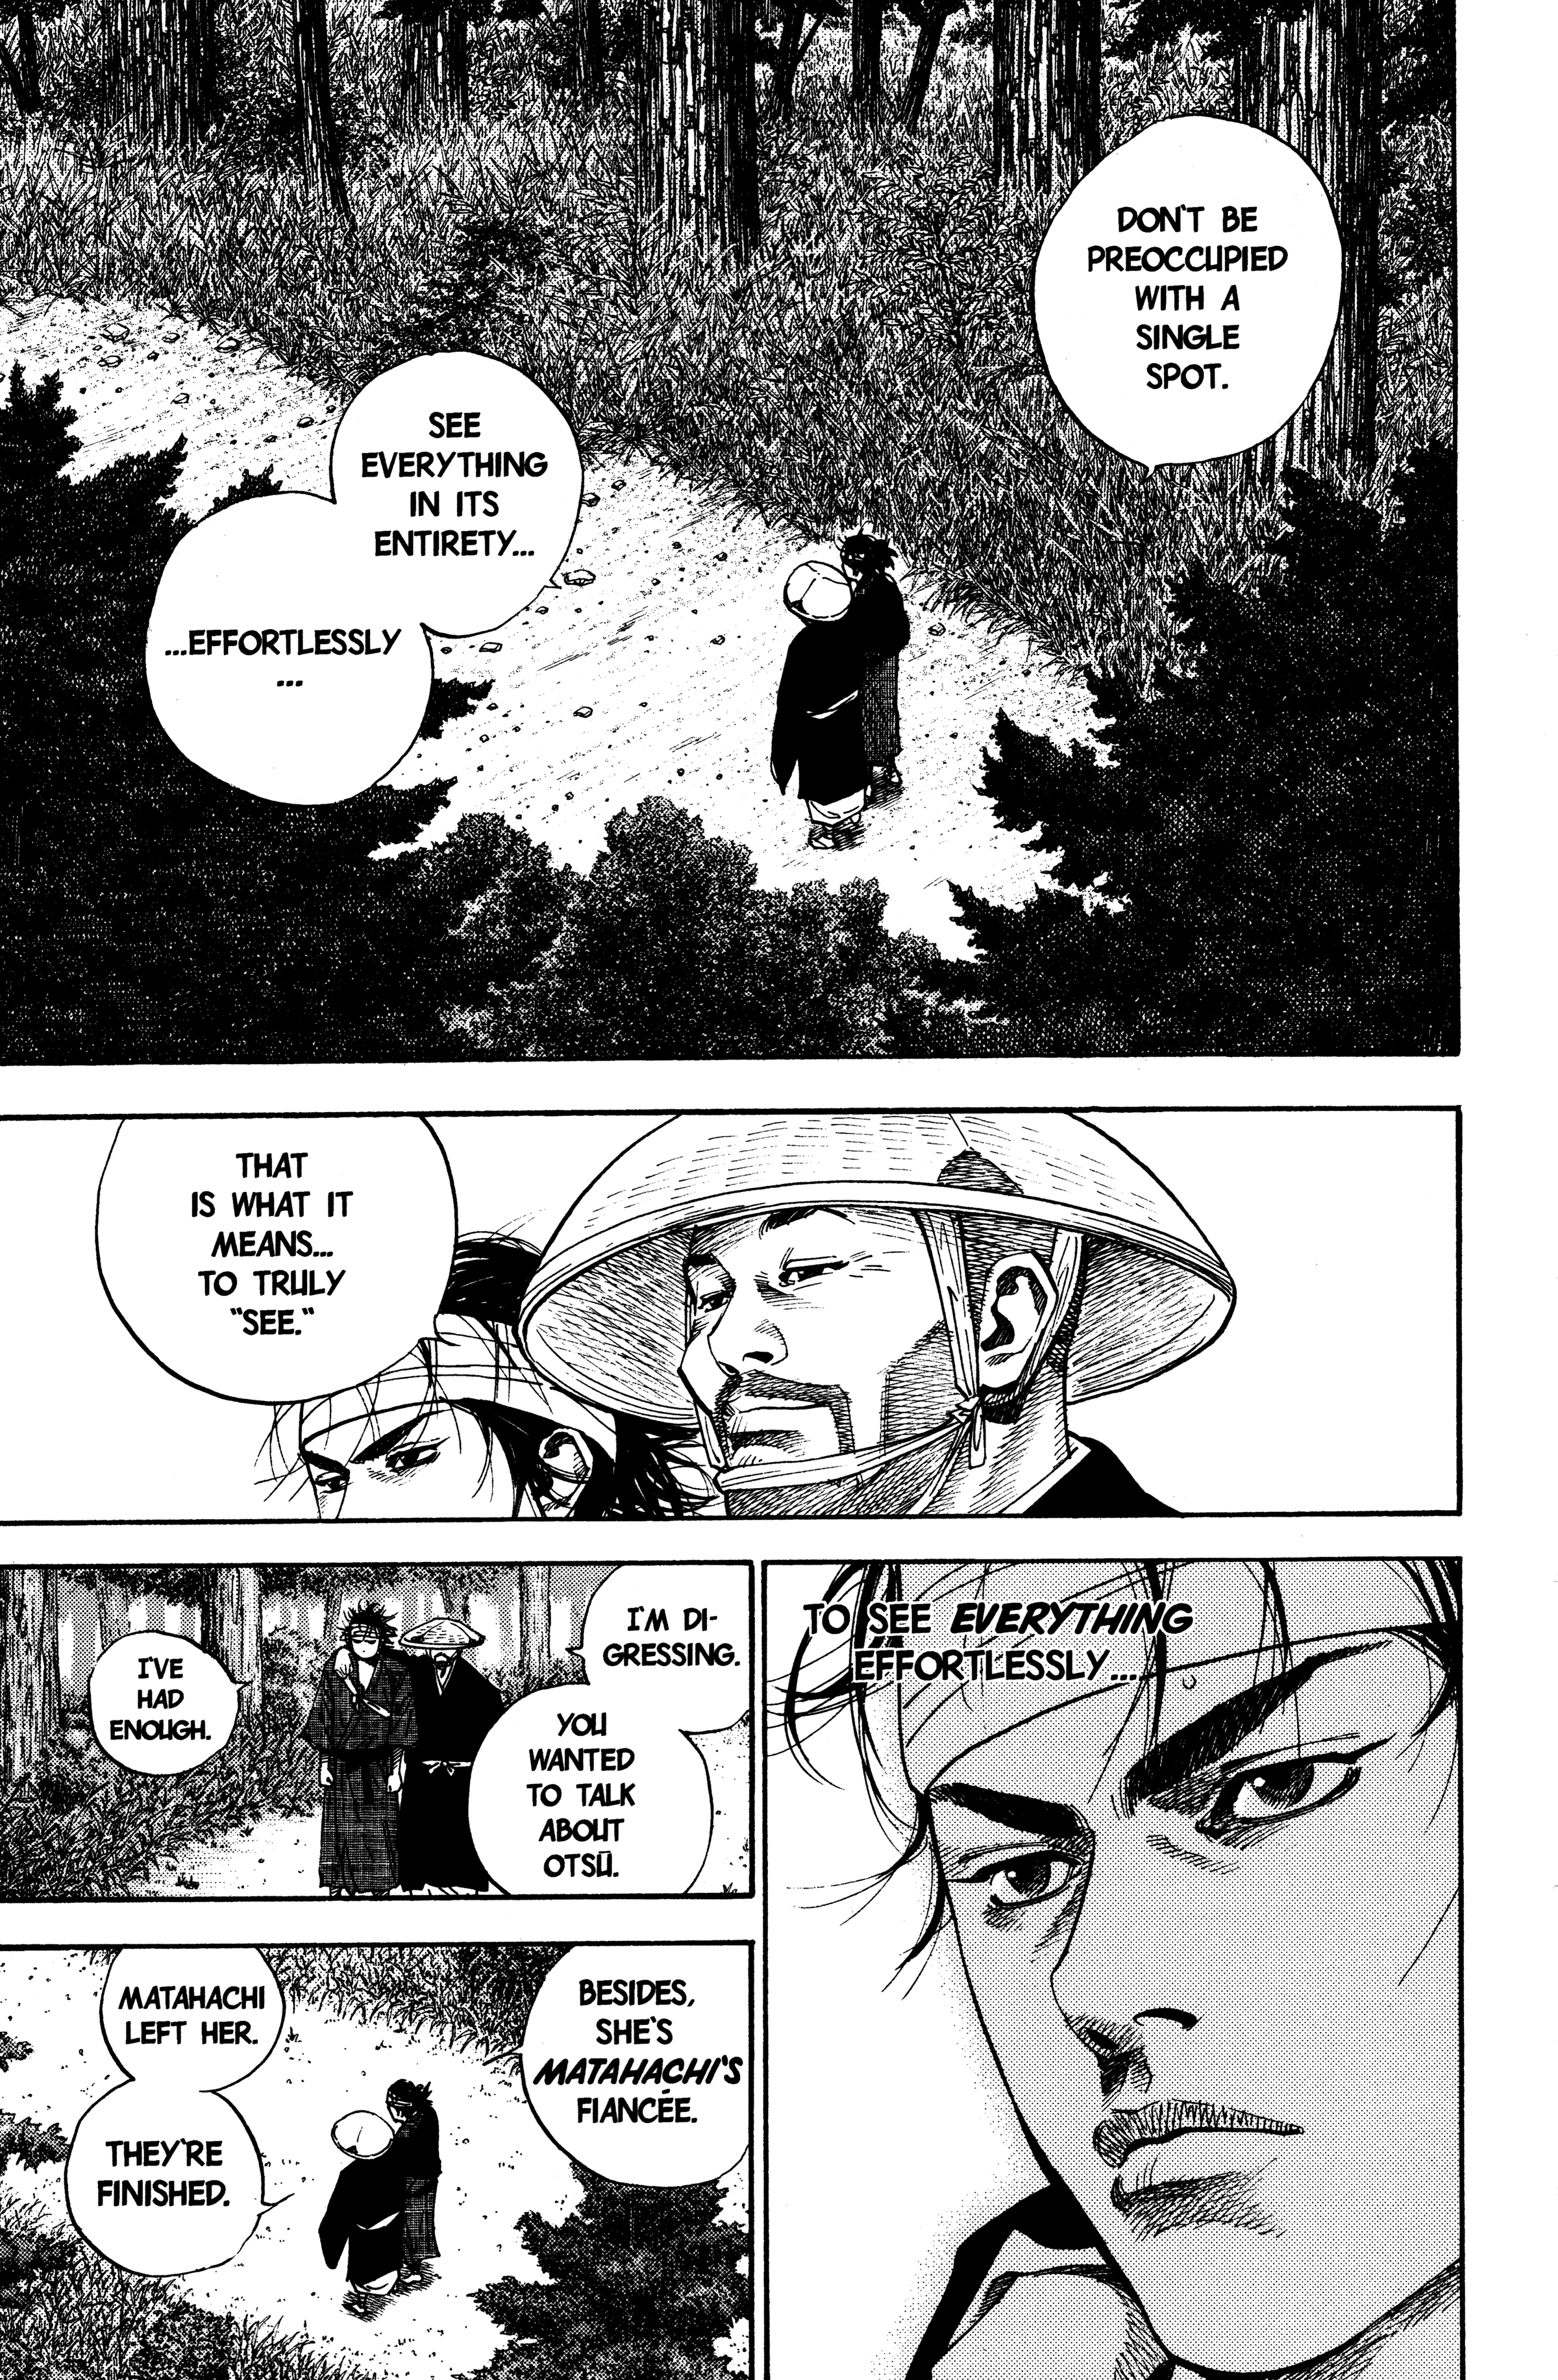 DON'T BE
PREOCCUPIED
WITH A
SINGLE
SPOT.
SEE
EVERYTHING
IN ITS
ENTIRETY...
...EFFORTLESSLY
...
THAT
IS WHAT IT
MEANS...
TO TRULY
"SEE."
TO SEE EVERYTHING
EFFORTLESSLY...
I'M DI-
GRESSING.
YOU
WANTED
TO TALK
ABOUT
OTSŪ.
I'VE
HAD
ENOUGH.
BESIDES,
SHE'S
MATAHACHI'S
FIANCÉE.
MATAHACHI
LEFT HER.
THEY'RE
FINISHED.